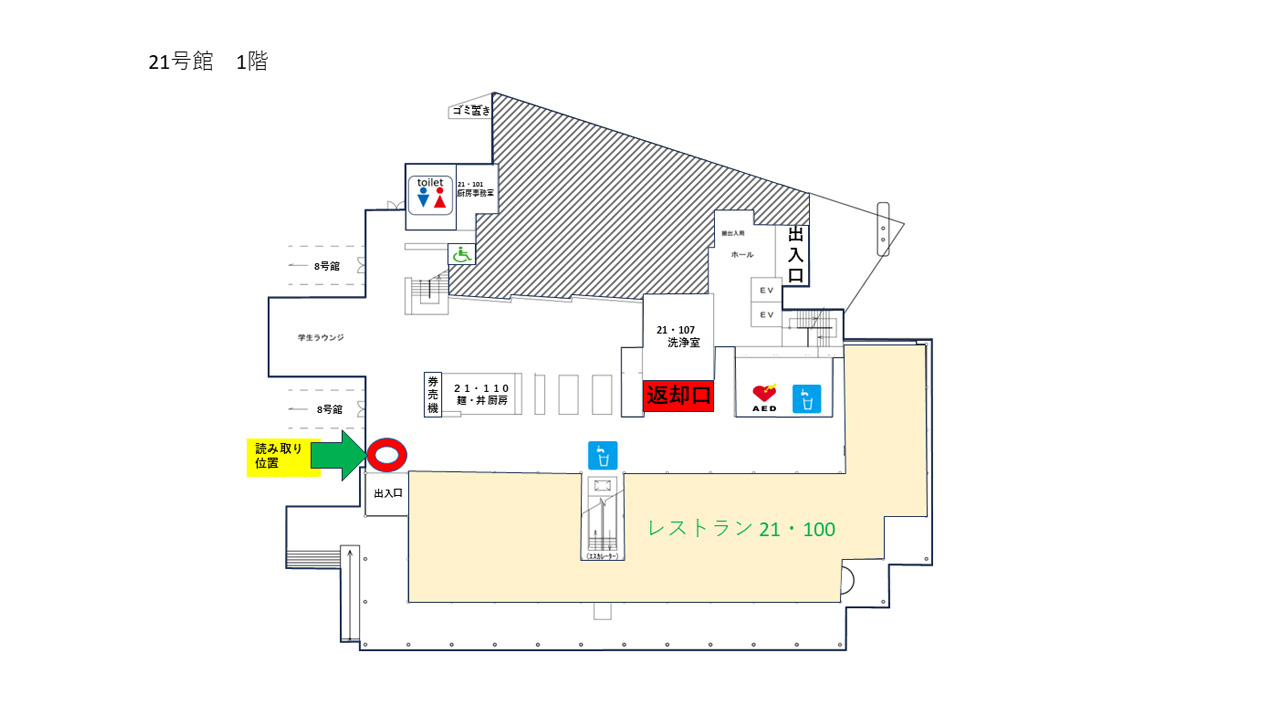 21号館　1階
ゴミ置き
toilet
21・101
厨房事務室
搬出入用
ホール
出入口
8号館
EV
EV
学生ラウンジ
21・107
洗浄室
券売機
２１・１１０
麺・丼 厨房
返却口
AED
8号館
読み取り
位置
出入口
レストラン 21・100
(エスカレーター)